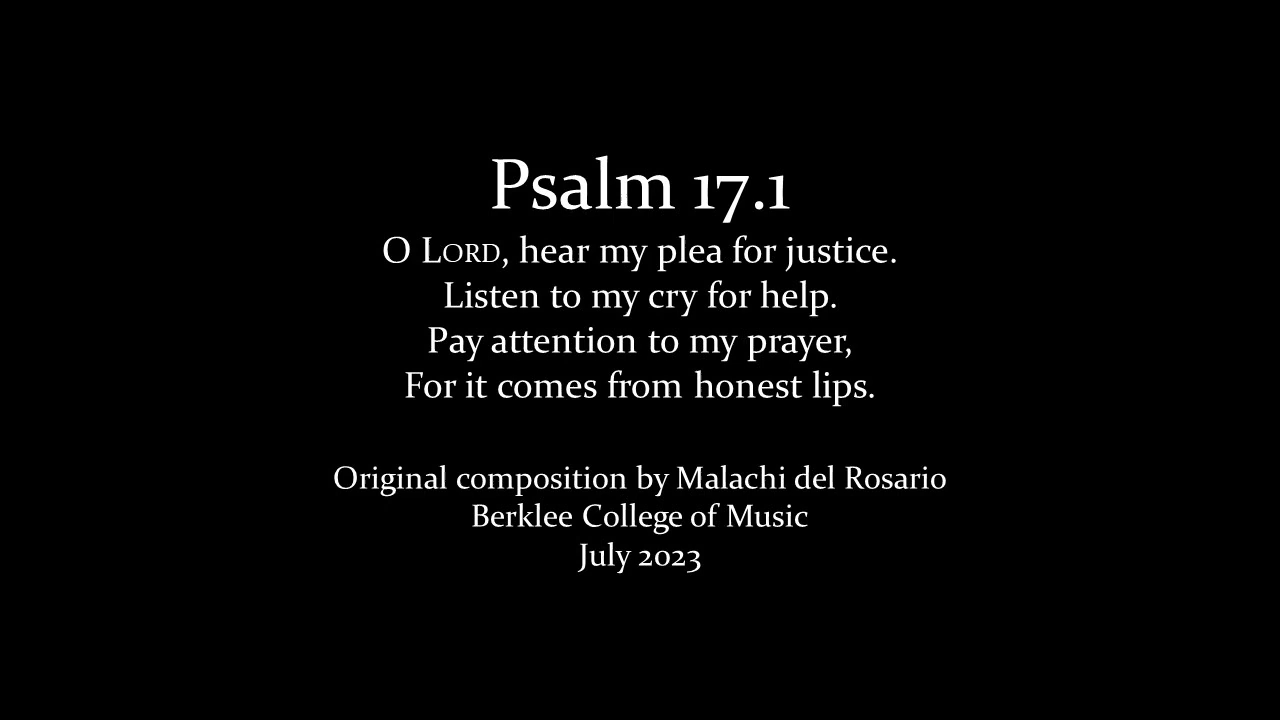 Psalm 17.1
O LORD, hear my plea for justice.
Listen to my cry for help.
Pay attention to my prayer,
For it comes from honest lips.
Original composition by Malachi del Rosario
Berklee College of Music
July 2023